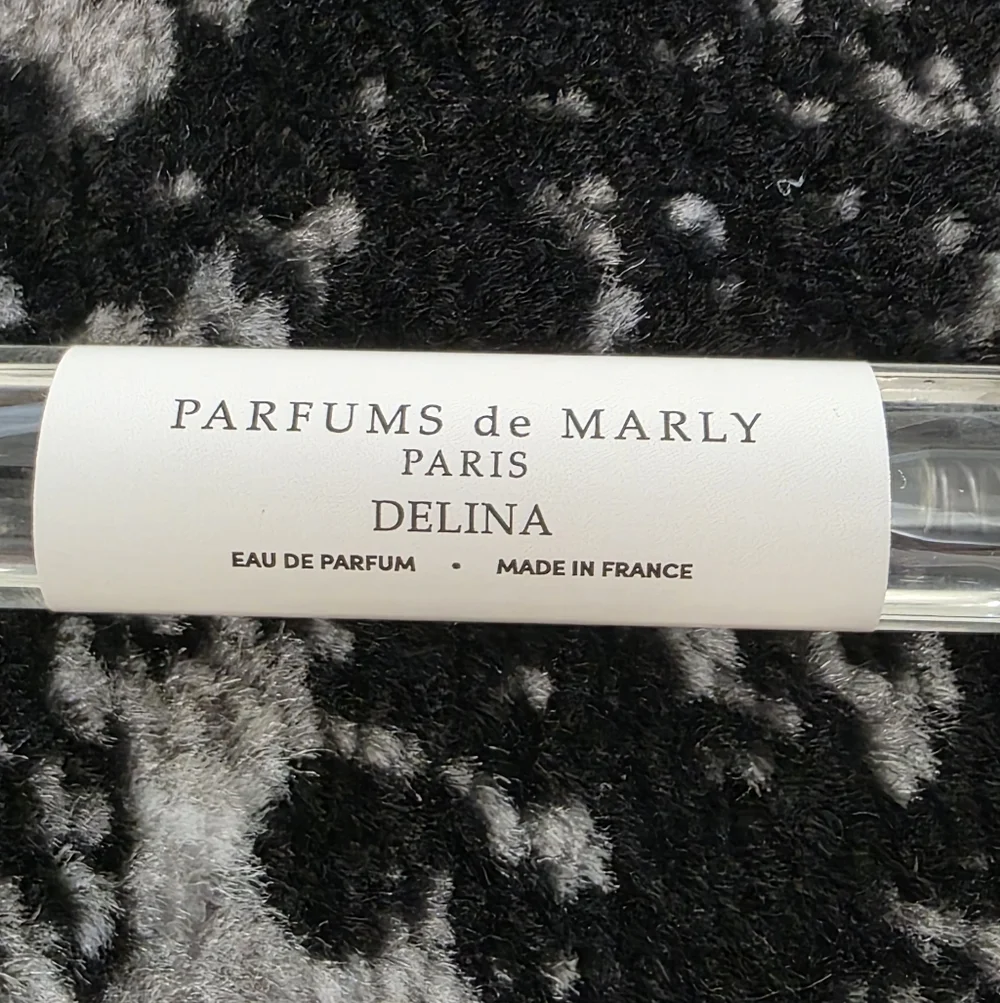 PARFUMS de MARLY
PARIS
DELINA
EAU DE PARFUM • MADE IN FRANCE